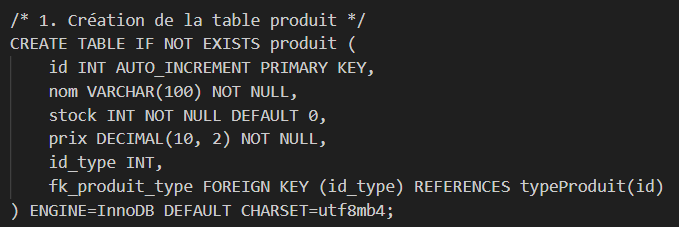 /* 1. Création de la table produit */
CREATE TABLE IF NOT EXISTS produit (
    id INT AUTO_INCREMENT PRIMARY KEY,
    nom VARCHAR(100) NOT NULL,
    stock INT NOT NULL DEFAULT 0,
    prix DECIMAL(10, 2) NOT NULL,
    id_type INT,
    fk_produit_type FOREIGN KEY (id_type) REFERENCES typeProduit(id)
) ENGINE=InnoDB DEFAULT CHARSET=utf8mb4;